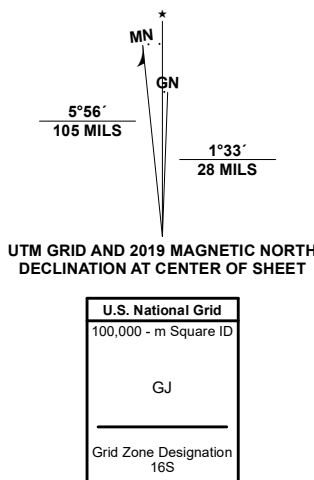 ★
MN
GN
5°56´
105 MILS
1°33´
28 MILS
UTM GRID AND 2019 MAGNETIC NORTH
DECLINATION AT CENTER OF SHEET
U.S. National Grid
100,000 - m Square ID
GJ
Grid Zone Designation
16S